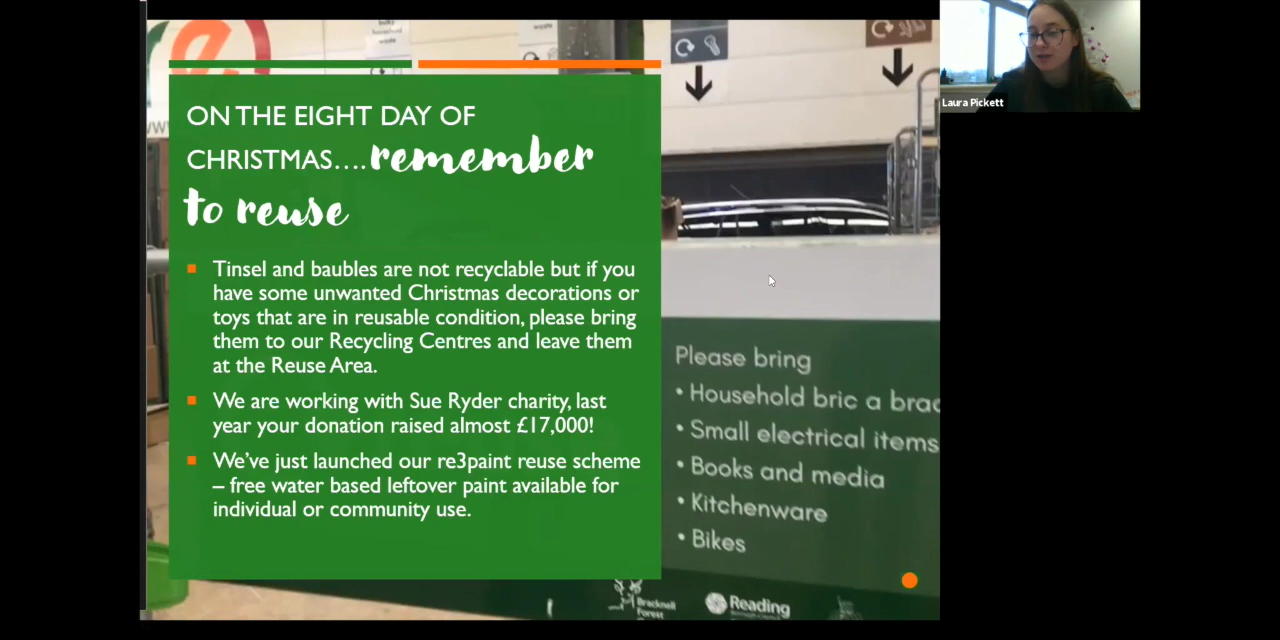 bulky
household
waste
waste
ON THE EIGHT DAY OF
CHRISTMAS.... remember
to reuse
Tinsel and baubles are not recyclable but if you
have some unwanted Christmas decorations or
toys that are in reusable condition, please bring
them to our Recycling Centres and leave them
at the Reuse Area.
We are working with Sue Ryder charity, last
year your donation raised almost £17,000!
We've just launched our re3paint reuse scheme
– free water based leftover paint available for
individual or community use.
Please bring
• Household bric a brac
• Small electrical items
• Books and media
• Kitchenware
• Bikes
Bracknell
Forest
Reading
Laura Pickett